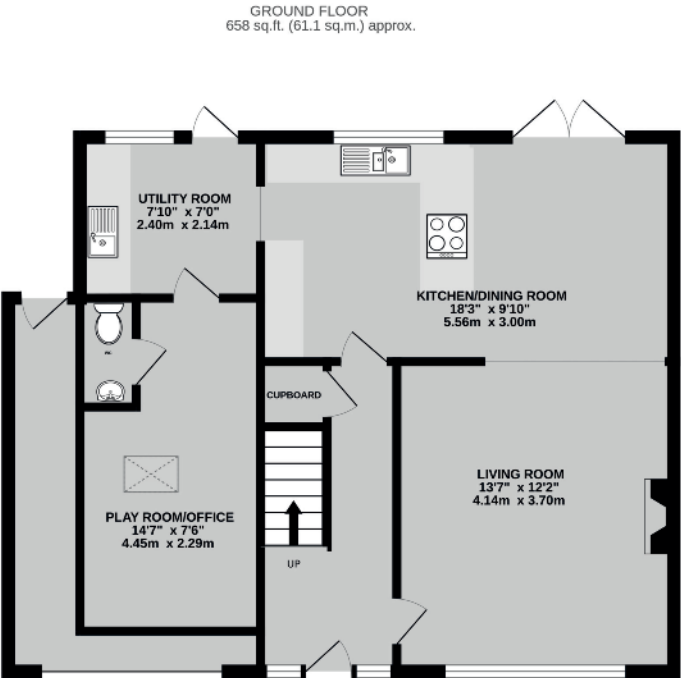 GROUND FLOOR
658 sq.ft. (61.1 sq.m.) approx.
UTILITY ROOM
7'10" x 7'0"
2.40m x 2.14m
KITCHEN/DINING ROOM
18'3" x 9'10"
5.56m x 3.00m
WC
CUPBOARD
LIVING ROOM
13'7" x 12'2"
4.14m x 3.70m
PLAY ROOM/OFFICE
14'7" x 7'6"
4.45m x 2.29m
UP